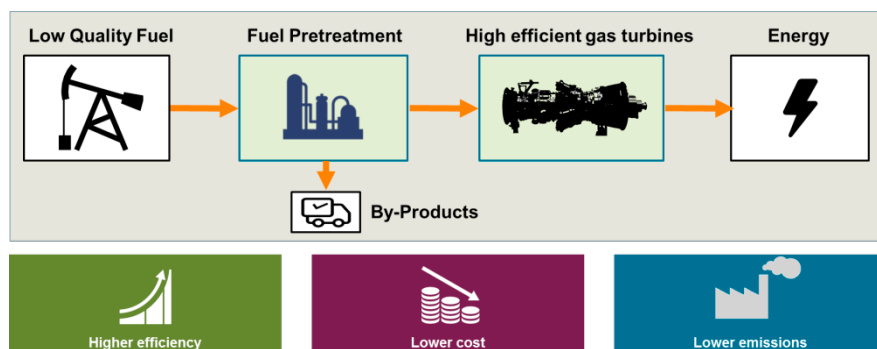 Low Quality Fuel
Fuel Pretreatment
High efficient gas turbines
Energy
By-Products
Higher efficiency
Lower cost
Lower emissions